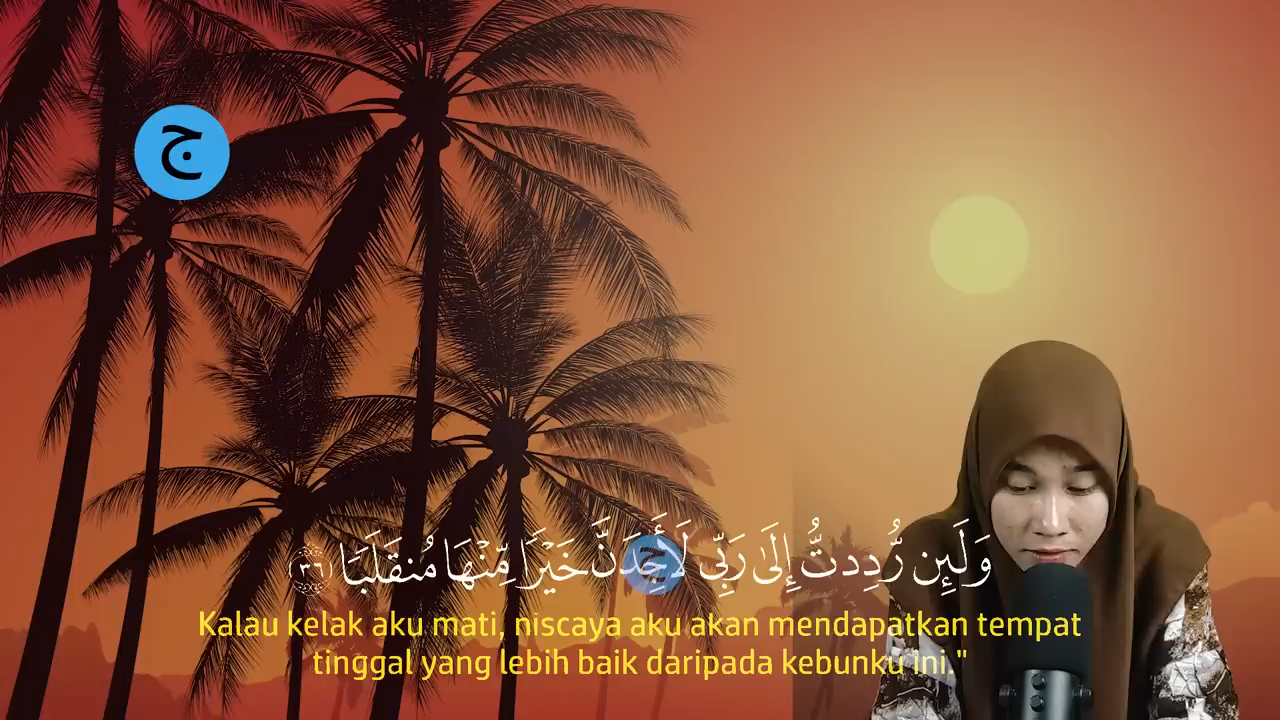 ج
وَلَئِن رُّدِدتُّ إِلَىٰ رَبِّى لَأَجِدَنَّ خَيْرًا مِّنْهَا مُنقَلَبًا ٣٦
Kalau kelak aku mati, niscaya aku akan mendapatkan tempat
tinggal yang lebih baik daripada kebunku ini."